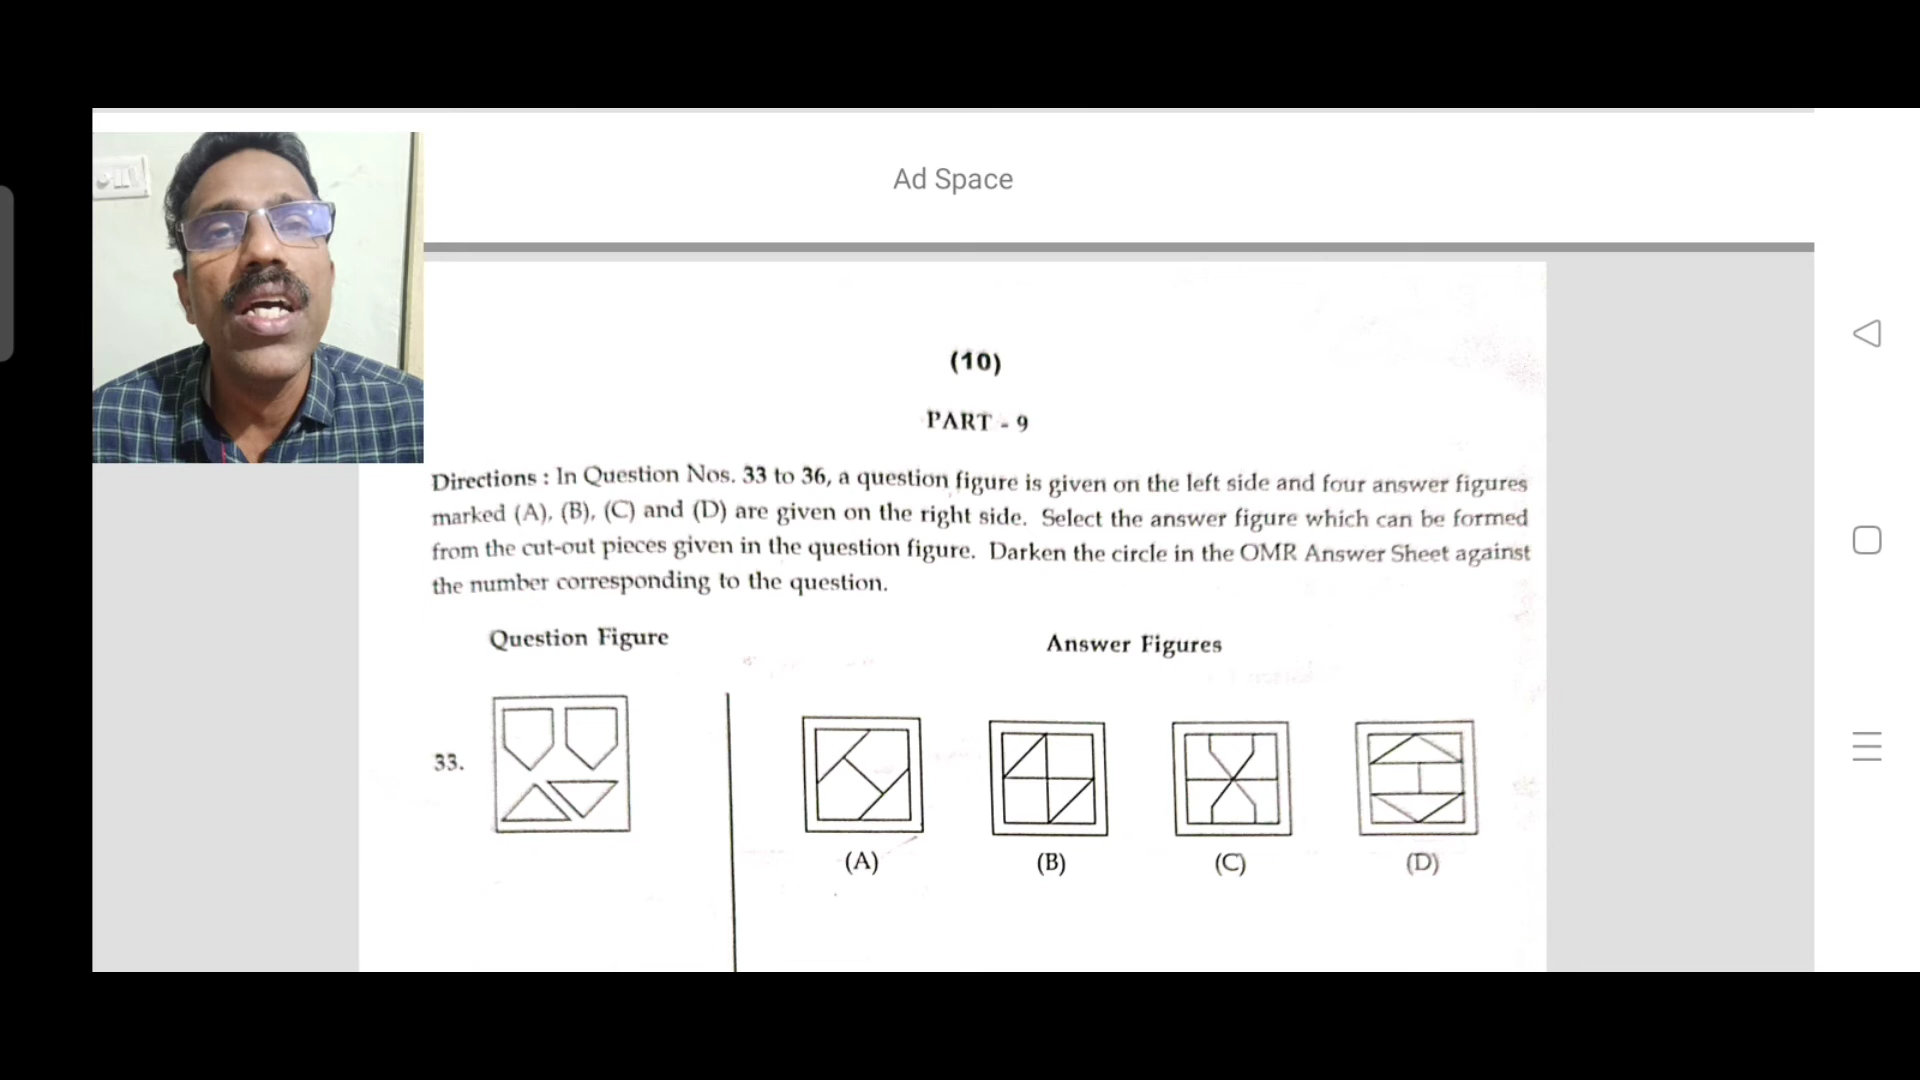 Ad Space
(10)
PART - 9
Directions : In Question Nos. 33 to 36, a question figure is given on the left side and four answer figures
marked (A), (B), (C) and (D) are given on the right side. Select the answer figure which can be formed
from the cut-out pieces given in the question figure. Darken the circle in the OMR Answer Sheet against
the number corresponding to the question.
Question Figure
Answer Figures
33.
(A)
(B)
(C)
(D)